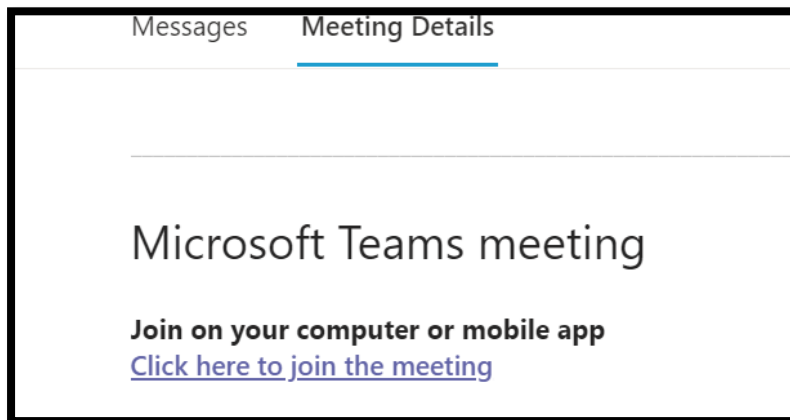 Messages Meeting Details
Microsoft Teams meeting
Join on your computer or mobile app
Click here to join the meeting